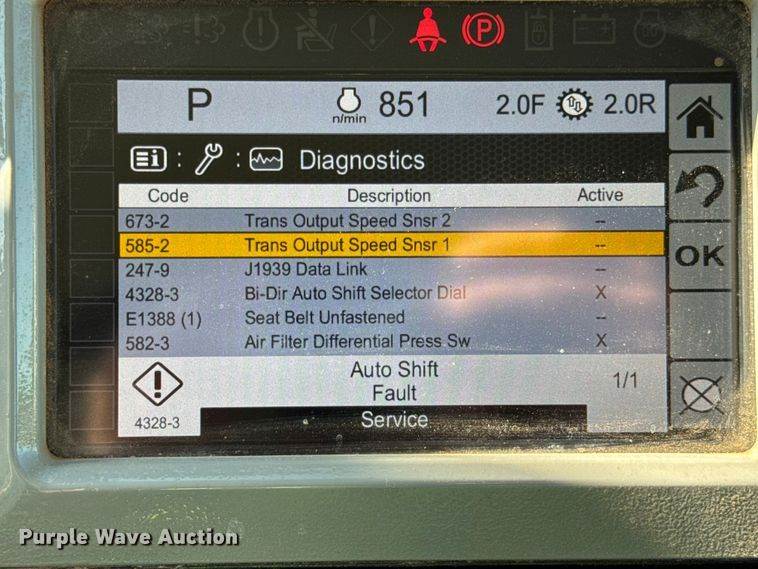 P
n/min 851 2.0F 2.0R
: : Diagnostics
Code Description Active
673-2 Trans Output Speed Snsr 2 --
585-2 Trans Output Speed Snsr 1 --
247-9 J1939 Data Link --
4328-3 Bi-Dir Auto Shift Selector Dial X
E1388 (1) Seat Belt Unfastened --
582-3 Air Filter Differential Press Sw X
Auto Shift
Fault
1/1
4328-3
Service
OK
Purple Wave Auction